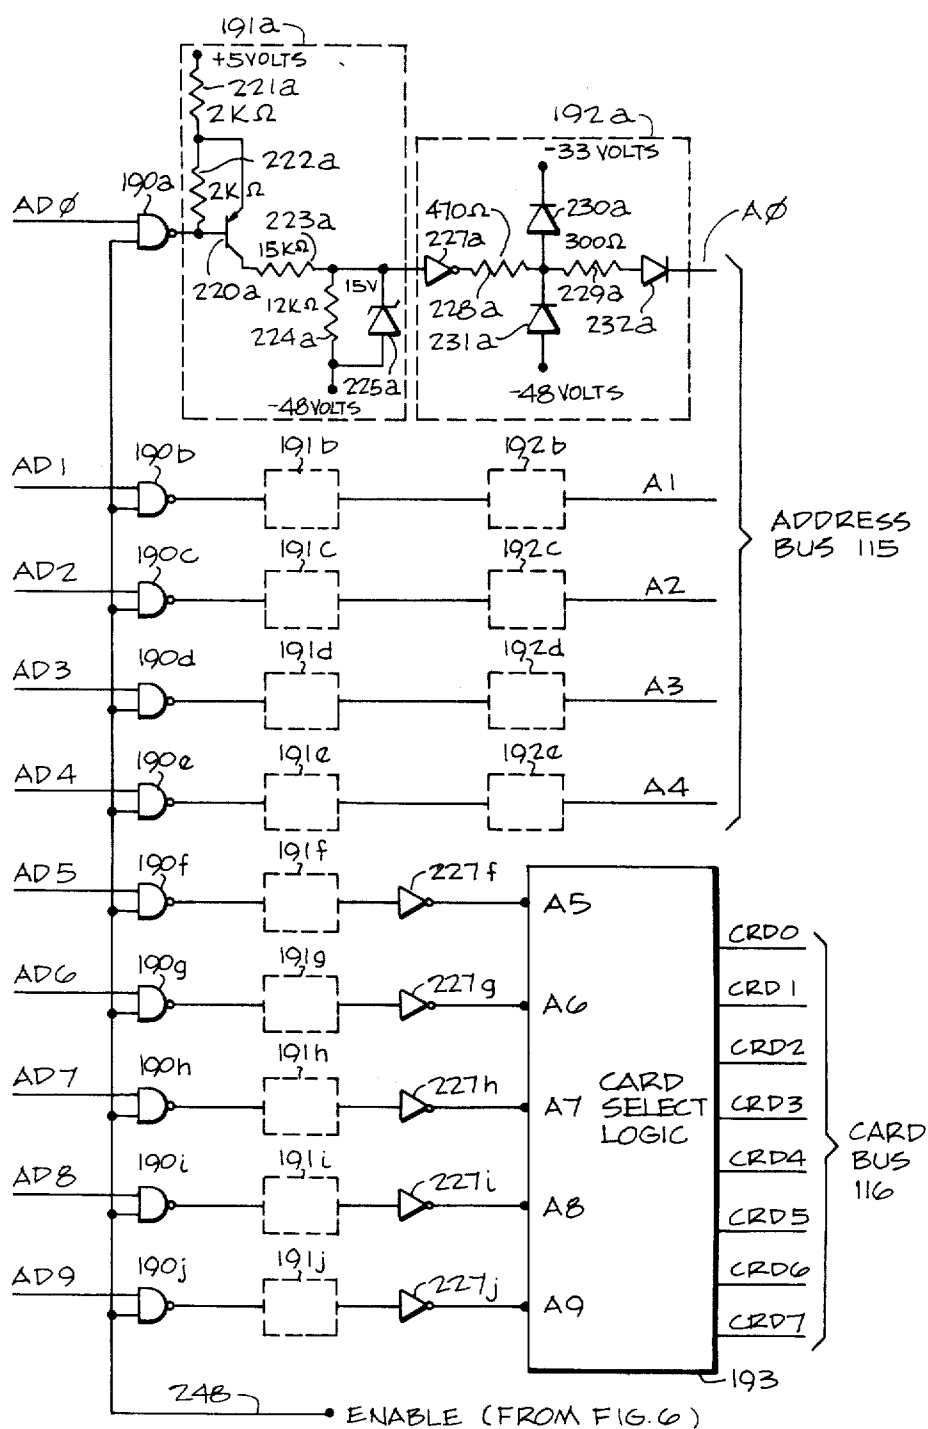 191a
+5VOLTS
221a
2KΩ
192a
-33 VOLTS
222a
190a
2KΩ
ADØ
223a
470Ω
230a
AØ
15KΩ
227a
300Ω
220a
12KΩ
15V
228a
229a
224a
231a
232a
225a
-48VOLTS
-48VOLTS
AD1
190b
191b
192b
A1
ADDRESS
BUS 115
AD2
190c
191c
192c
A2
AD3
190d
191d
192d
A3
AD4
190e
191e
192e
A4
AD5
190f
191f
227f
A5
CRD0
AD6
190g
191g
227g
A6
CRD1
CRD2
AD7
190h
191h
227h
A7
CARD
SELECT
LOGIC
CRD3
CARD
BUS
116
AD8
190i
191i
227i
A8
CRD4
CRD5
AD9
190j
191j
227j
A9
CRD6
CRD7
193
248
ENABLE (FROM FIG.6)